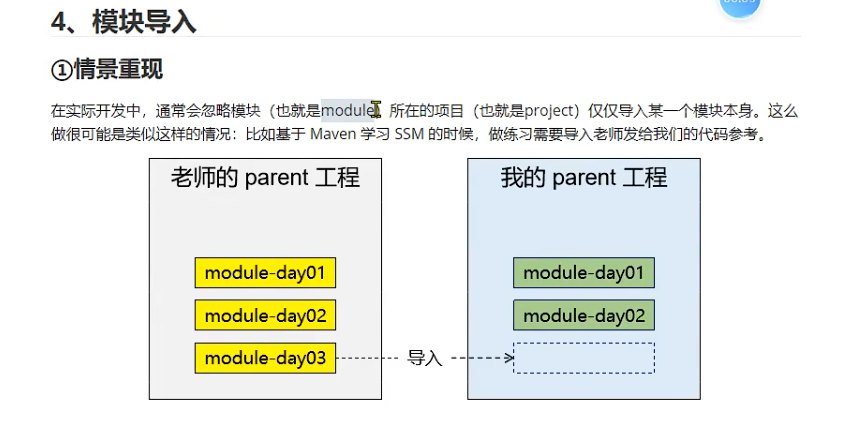 4、模块导入
①情景重现
在实际开发中，通常会忽略模块（也就是module）所在的项目（也就是project）仅仅导入某一个模块本身。这么
做很可能是类似这样的情况：比如基于 Maven 学习 SSM 的时候，做练习需要导入老师发给我们的代码参考。
老师的 parent 工程
我的 parent 工程
module-day01
module-day01
module-day02
module-day02
module-day03
导入